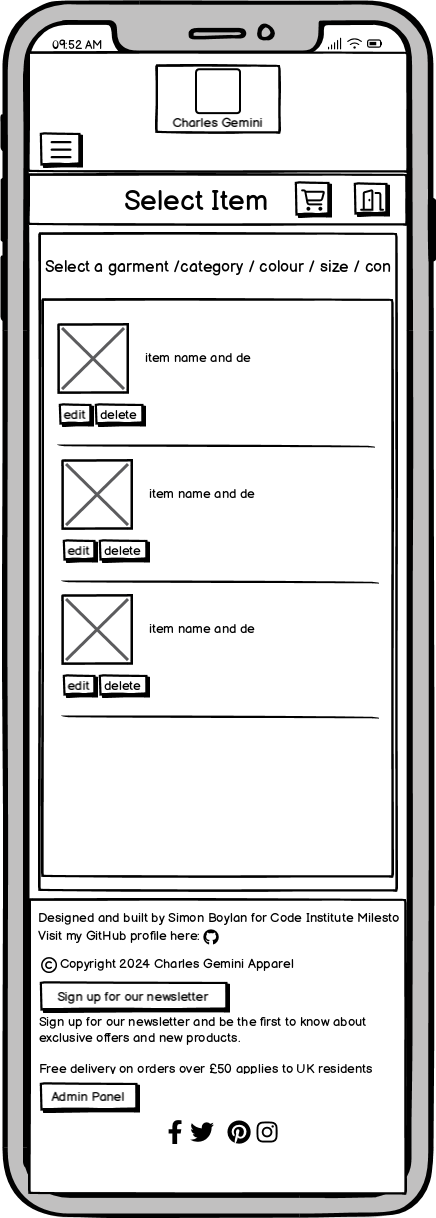 09:52 AM
Charles Gemini
Select Item
Select a garment /category / colour / size / con
item name and de
edit delete
item name and de
edit delete
item name and de
edit delete
Designed and built by Simon Boylan for Code Institute Milesto
Visit my GitHub profile here:
© Copyright 2024 Charles Gemini Apparel
Sign up for our newsletter
Sign up for our newsletter and be the first to know about
exclusive offers and new products.
Free delivery on orders over £50 applies to UK residents
Admin Panel